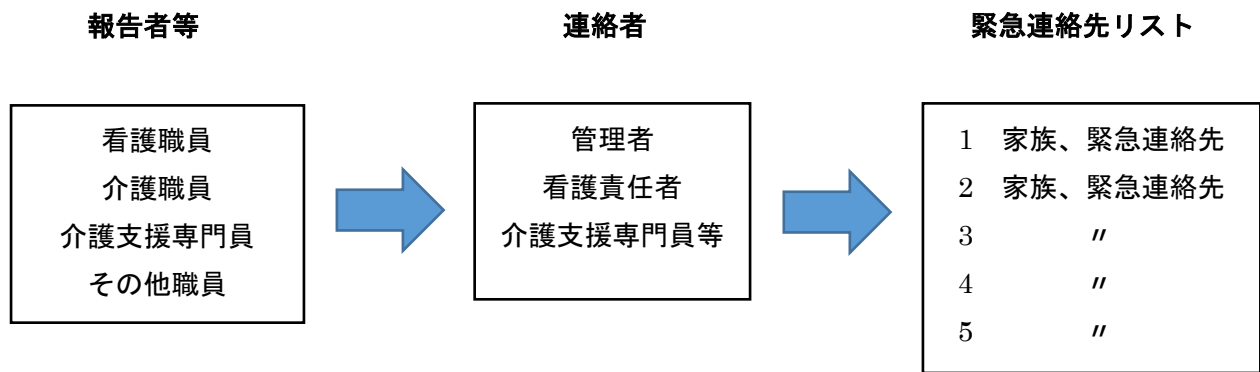 報告者等
看護職員
介護職員
介護支援専門員
その他職員
連絡者
管理者
看護責任者
介護支援専門員等
緊急連絡先リスト
1 家族、緊急連絡先
2 家族、緊急連絡先
3 〃
4 〃
5 〃